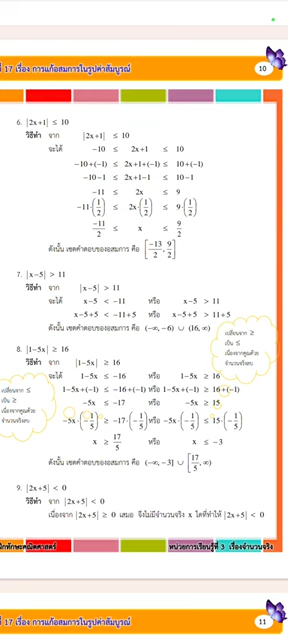 ที่ 17 เรื่อง การแก้อสมการในรูปค่าสัมบูรณ์
10
6. |2x+1| ≤ 10
วิธีทำ จาก |2x+1| ≤ 10
จะได้ −10 ≤ 2x+1 ≤ 10
−10+(−1) ≤ 2x+1+(−1) ≤ 10+(−1)
−10−1 ≤ 2x+1−1 ≤ 10−1
−11 ≤ 2x ≤ 9
−11·(1/2) ≤ 2x·(1/2) ≤ 9·(1/2)
−11/2 ≤ x ≤ 9/2
ดังนั้น เซตคำตอบของอสมการ คือ [−13/2, 9/2]
7. |x−5| > 11
วิธีทำ จาก |x−5| > 11
จะได้ x−5 < −11 หรือ x−5 > 11
x−5+5 < −11+5 หรือ x−5+5 > 11+5
ดังนั้น เซตคำตอบของอสมการ คือ (−∞, −6) ∪ (16, ∞)
เปลี่ยนจาก ≥
เป็น ≤
เนื่องจากคูณด้วย
จำนวนจริงลบ
8. |1−5x| ≥ 16
วิธีทำ จาก |1−5x| ≥ 16
จะได้ 1−5x ≤ −16 หรือ 1−5x ≥ 16
เปลี่ยนจาก ≤
เป็น ≥
เนื่องจากคูณด้วย
จำนวนจริงลบ
1−5x+(−1) ≤ −16+(−1) หรือ 1−5x+(−1) ≥ 16+(−1)
−5x ≤ −17 หรือ −5x ≥ 15
−5x·(−1/5) ≥ −17·(−1/5) หรือ −5x·(−1/5) ≤ 15·(−1/5)
x ≥ 17/5 หรือ x ≤ −3
ดังนั้น เซตคำตอบของอสมการ คือ (−∞, −3] ∪ [17/5, ∞)
9. |2x+5| < 0
วิธีทำ จาก |2x+5| < 0
เนื่องจาก |2x+5| ≥ 0 เสมอ จึงไม่มีจำนวนจริง x ใดที่ทำให้ |2x+5| < 0
ฝึกทักษะคณิตศาสตร์
หน่วยการเรียนรู้ที่ 3 เรื่องจำนวนจริง
ที่ 17 เรื่อง การแก้อสมการในรูปค่าสัมบูรณ์
11